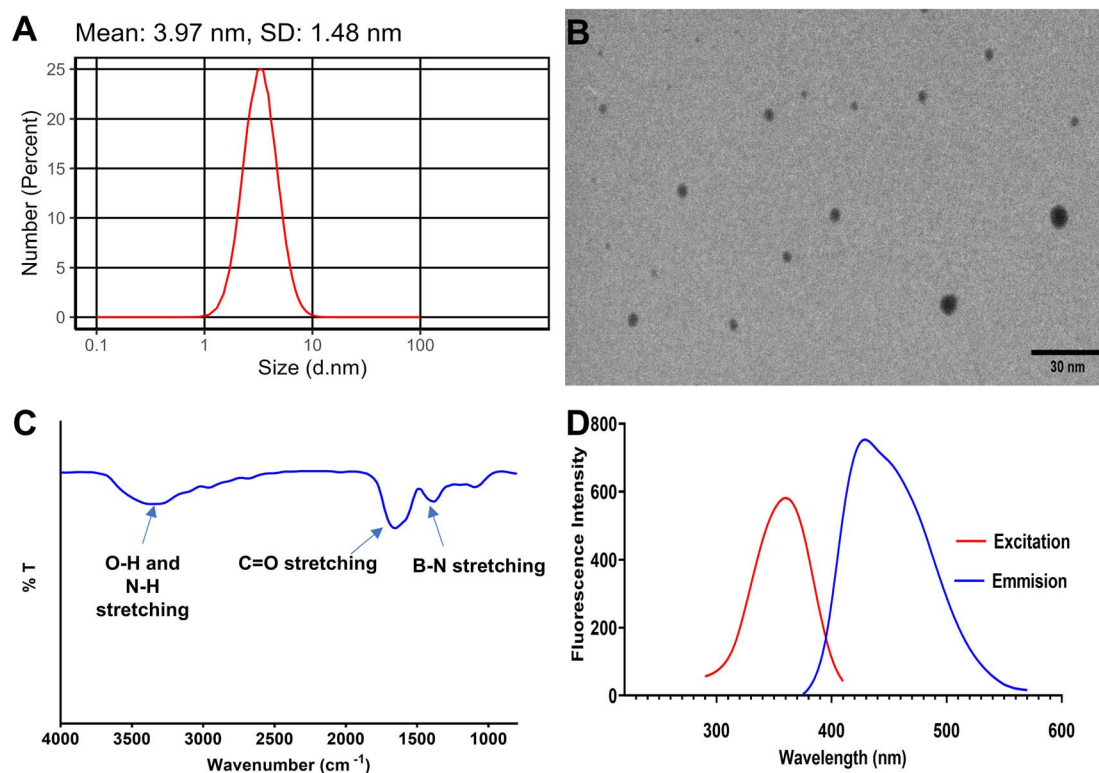 A
Mean: 3.97 nm, SD: 1.48 nm
Number (Percent)
25
20
15
10
5
0
0.1 1 10 100
Size (d.nm)
B
30 nm
C
% T
O-H and
N-H
stretching
C=O stretching
B-N stretching
4000 3500 3000 2500 2000 1500 1000
Wavenumber (cm⁻¹)
D
Fluorescence Intensity
800
600
400
200
0
Excitation
Emmision
300 400 500 600
Wavelength (nm)